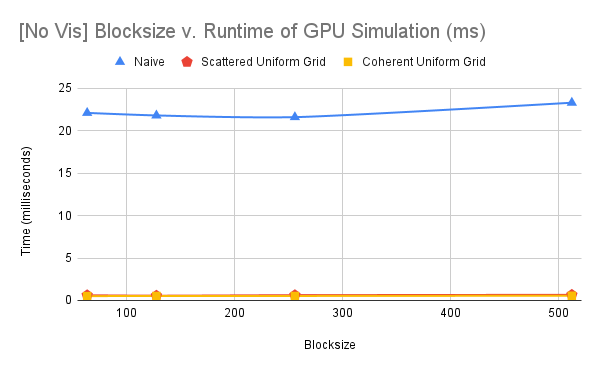 [No Vis] Blocksize v. Runtime of GPU Simulation (ms)
Naive Scattered Uniform Grid Coherent Uniform Grid
Time (milliseconds)
25
20
15
10
5
0
100 200 300 400 500
Blocksize